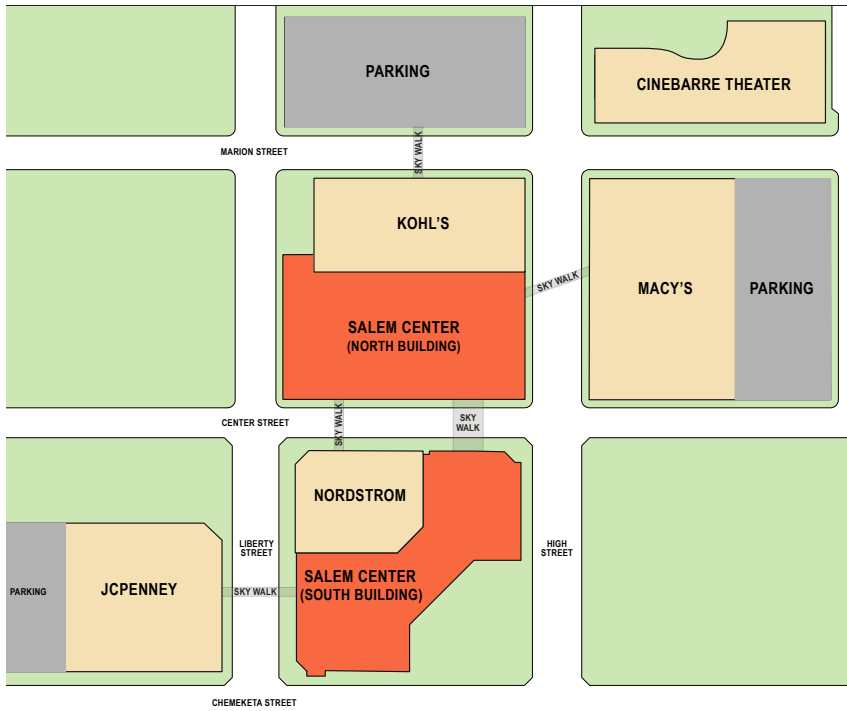 PARKING
CINEBARRE THEATER
MARION STREET
SKY WALK
KOHL'S
SKY WALK
MACY'S
PARKING
SALEM CENTER
(NORTH BUILDING)
CENTER STREET
SKY WALK
SKY
WALK
NORDSTROM
LIBERTY
STREET
HIGH
STREET
SALEM CENTER
(SOUTH BUILDING)
PARKING
JCPENNEY
SKY WALK
CHEMEKETA STREET